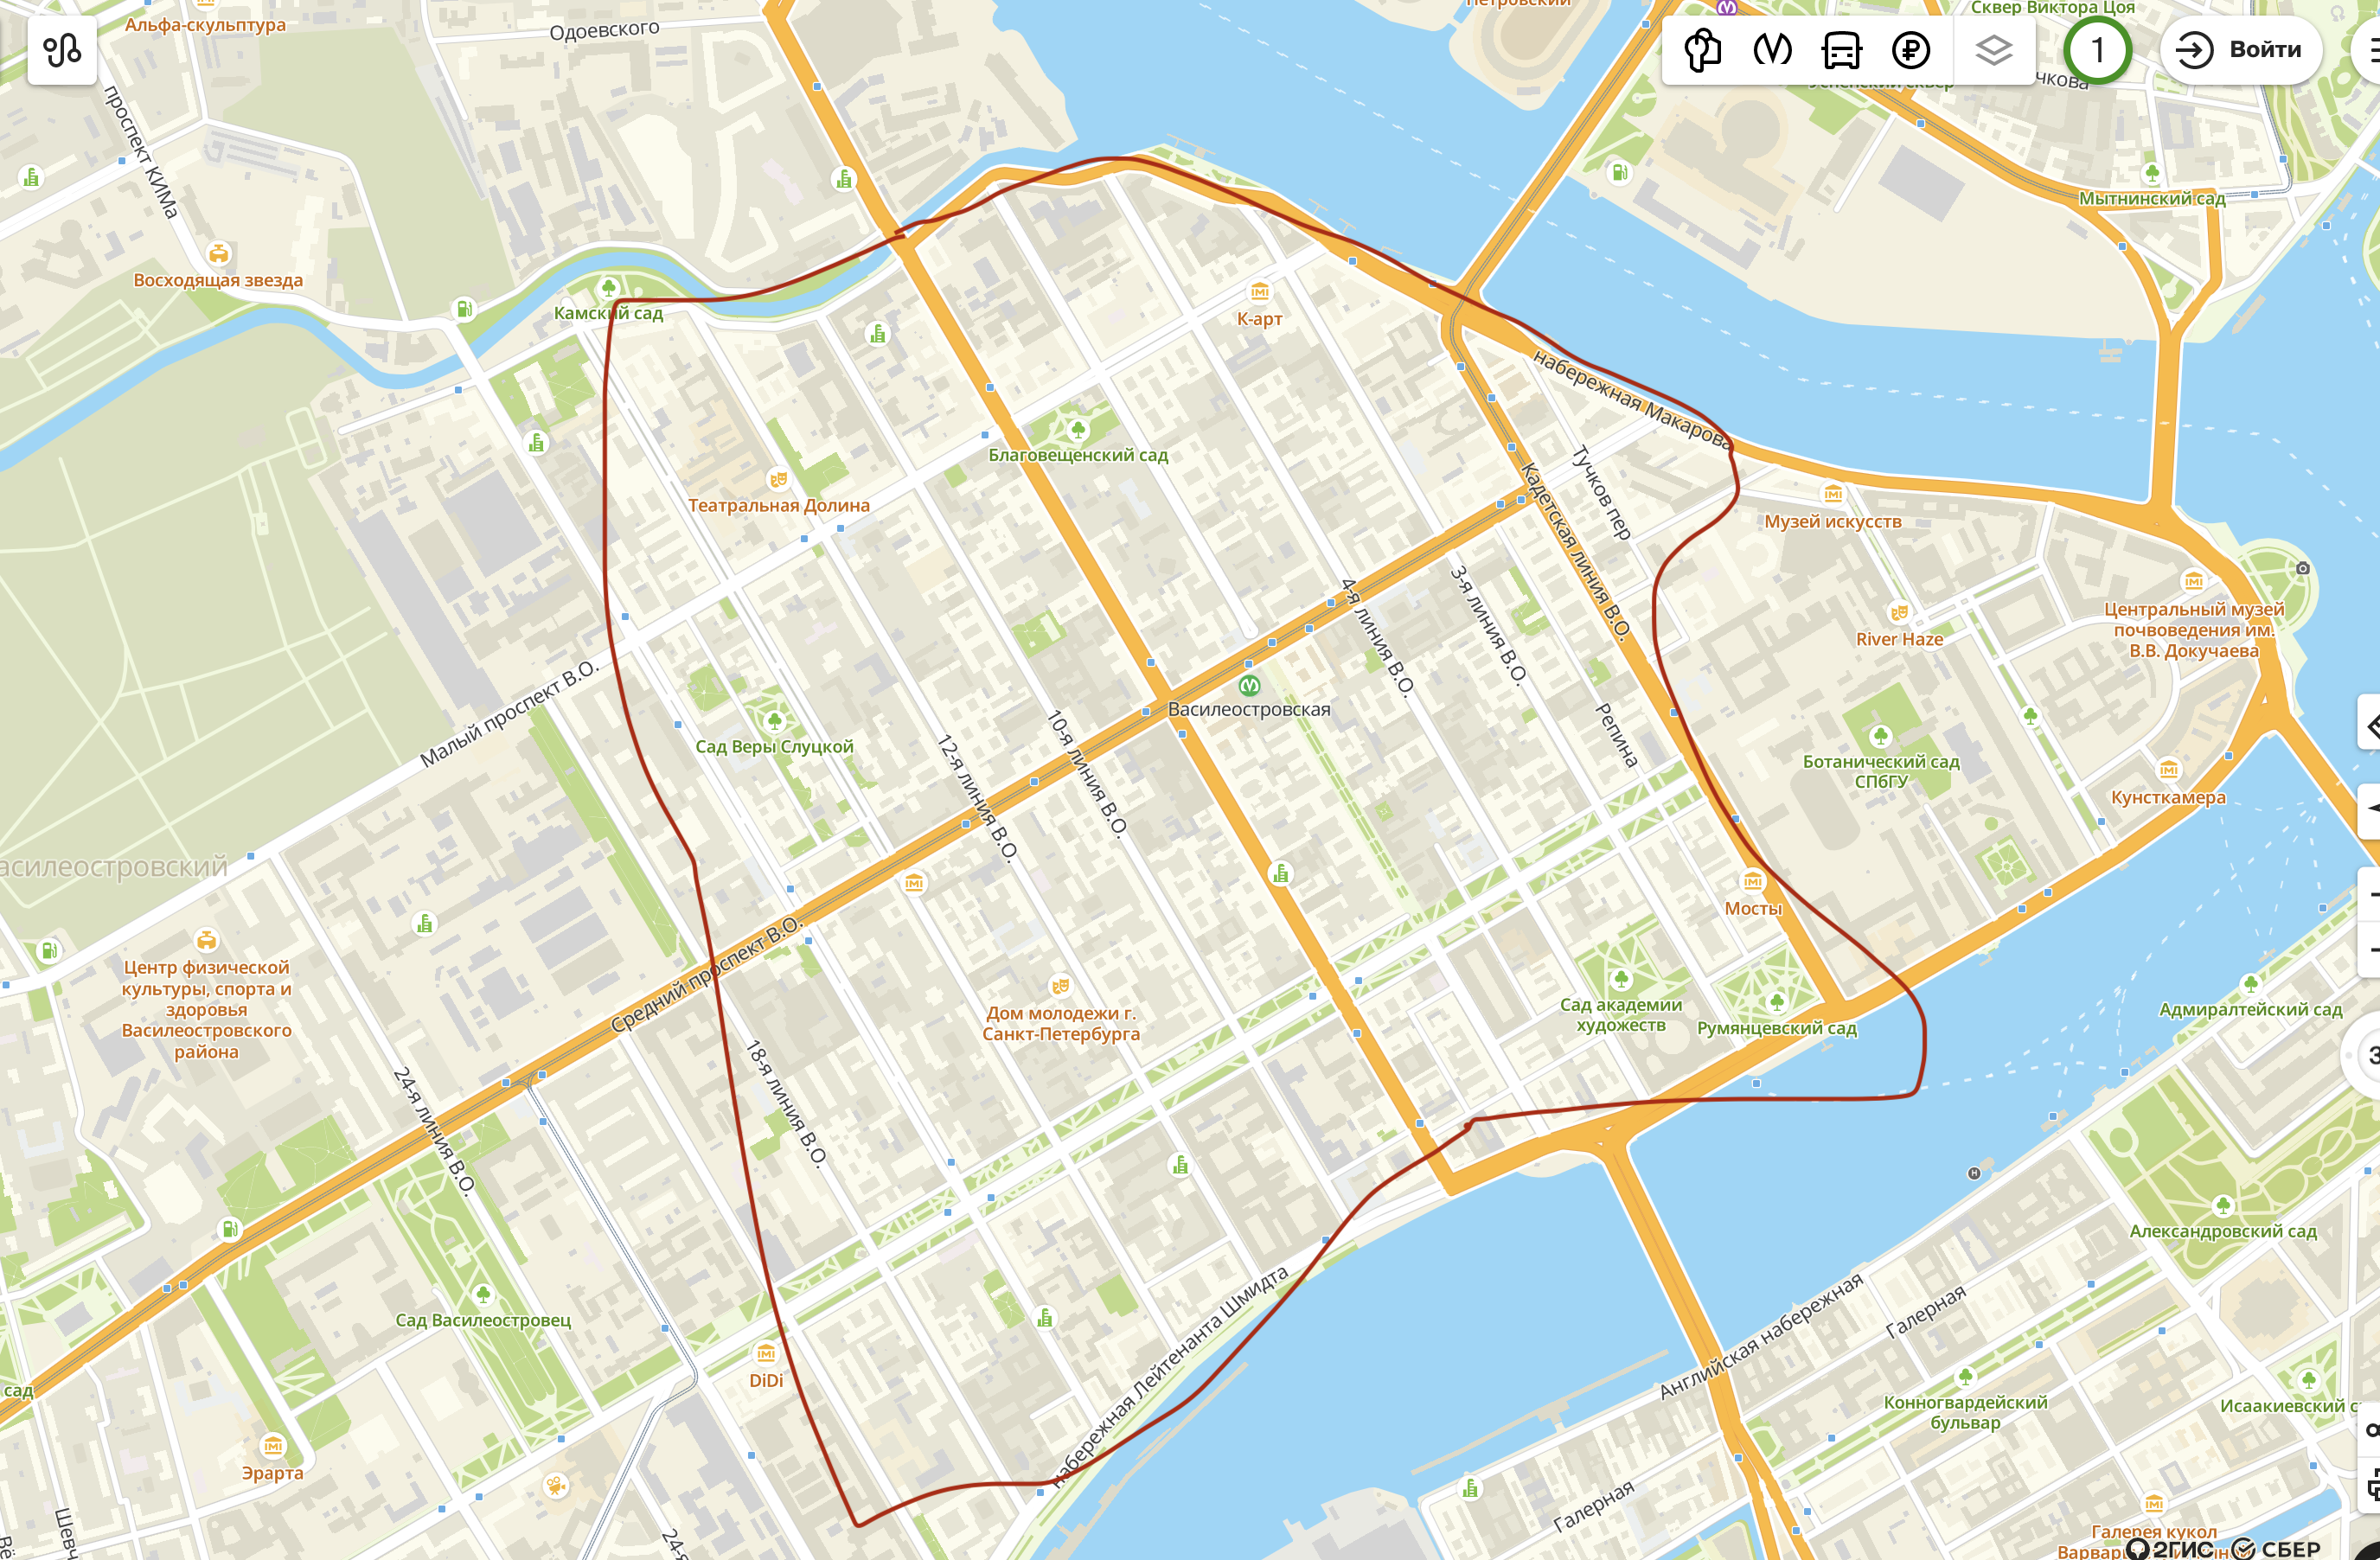 Петровский
Сквер Виктора Цоя
Альфа-скульптура
Одоевского
1
Войти
Успенский сквер
чкова
проспект КИМа
Мытнинский сад
Восходящая звезда
Камский сад
К-арт
набережная Макарова
Благовещенский сад
Театральная Долина
Тучков пер
Кадетская линия В.О.
Музей искусств
4-я линия В.О.
3-я линия В.О.
River Haze
Центральный музей
почвоведения им.
В.В. Докучаева
Малый проспект В.О.
Василеостровская
Сад Веры Слуцкой
Репина
12-я линия В.О.
10-я линия В.О.
Ботанический сад
СПбГУ
Кунсткамера
асилеостровский
Мосты
Средний проспект В.О.
Центр физической
культуры, спорта и
здоровья
Василеостровского
района
Дом молодежи г.
Санкт-Петербурга
Сад академии
художеств
Румянцевский сад
Адмиралтейский сад
3
18-я линия В.О.
24-я линия В.О.
Александровский сад
Сад Василеостровец
набережная Лейтенанта Шмидта
Английская набережная
Галерная
DiDi
сад
Конногвардейский
бульвар
Исаакиевский с
Эрарта
Галерная
Шевч
Вё
24-я
Галерея кукол
2ГИС
СБЕР